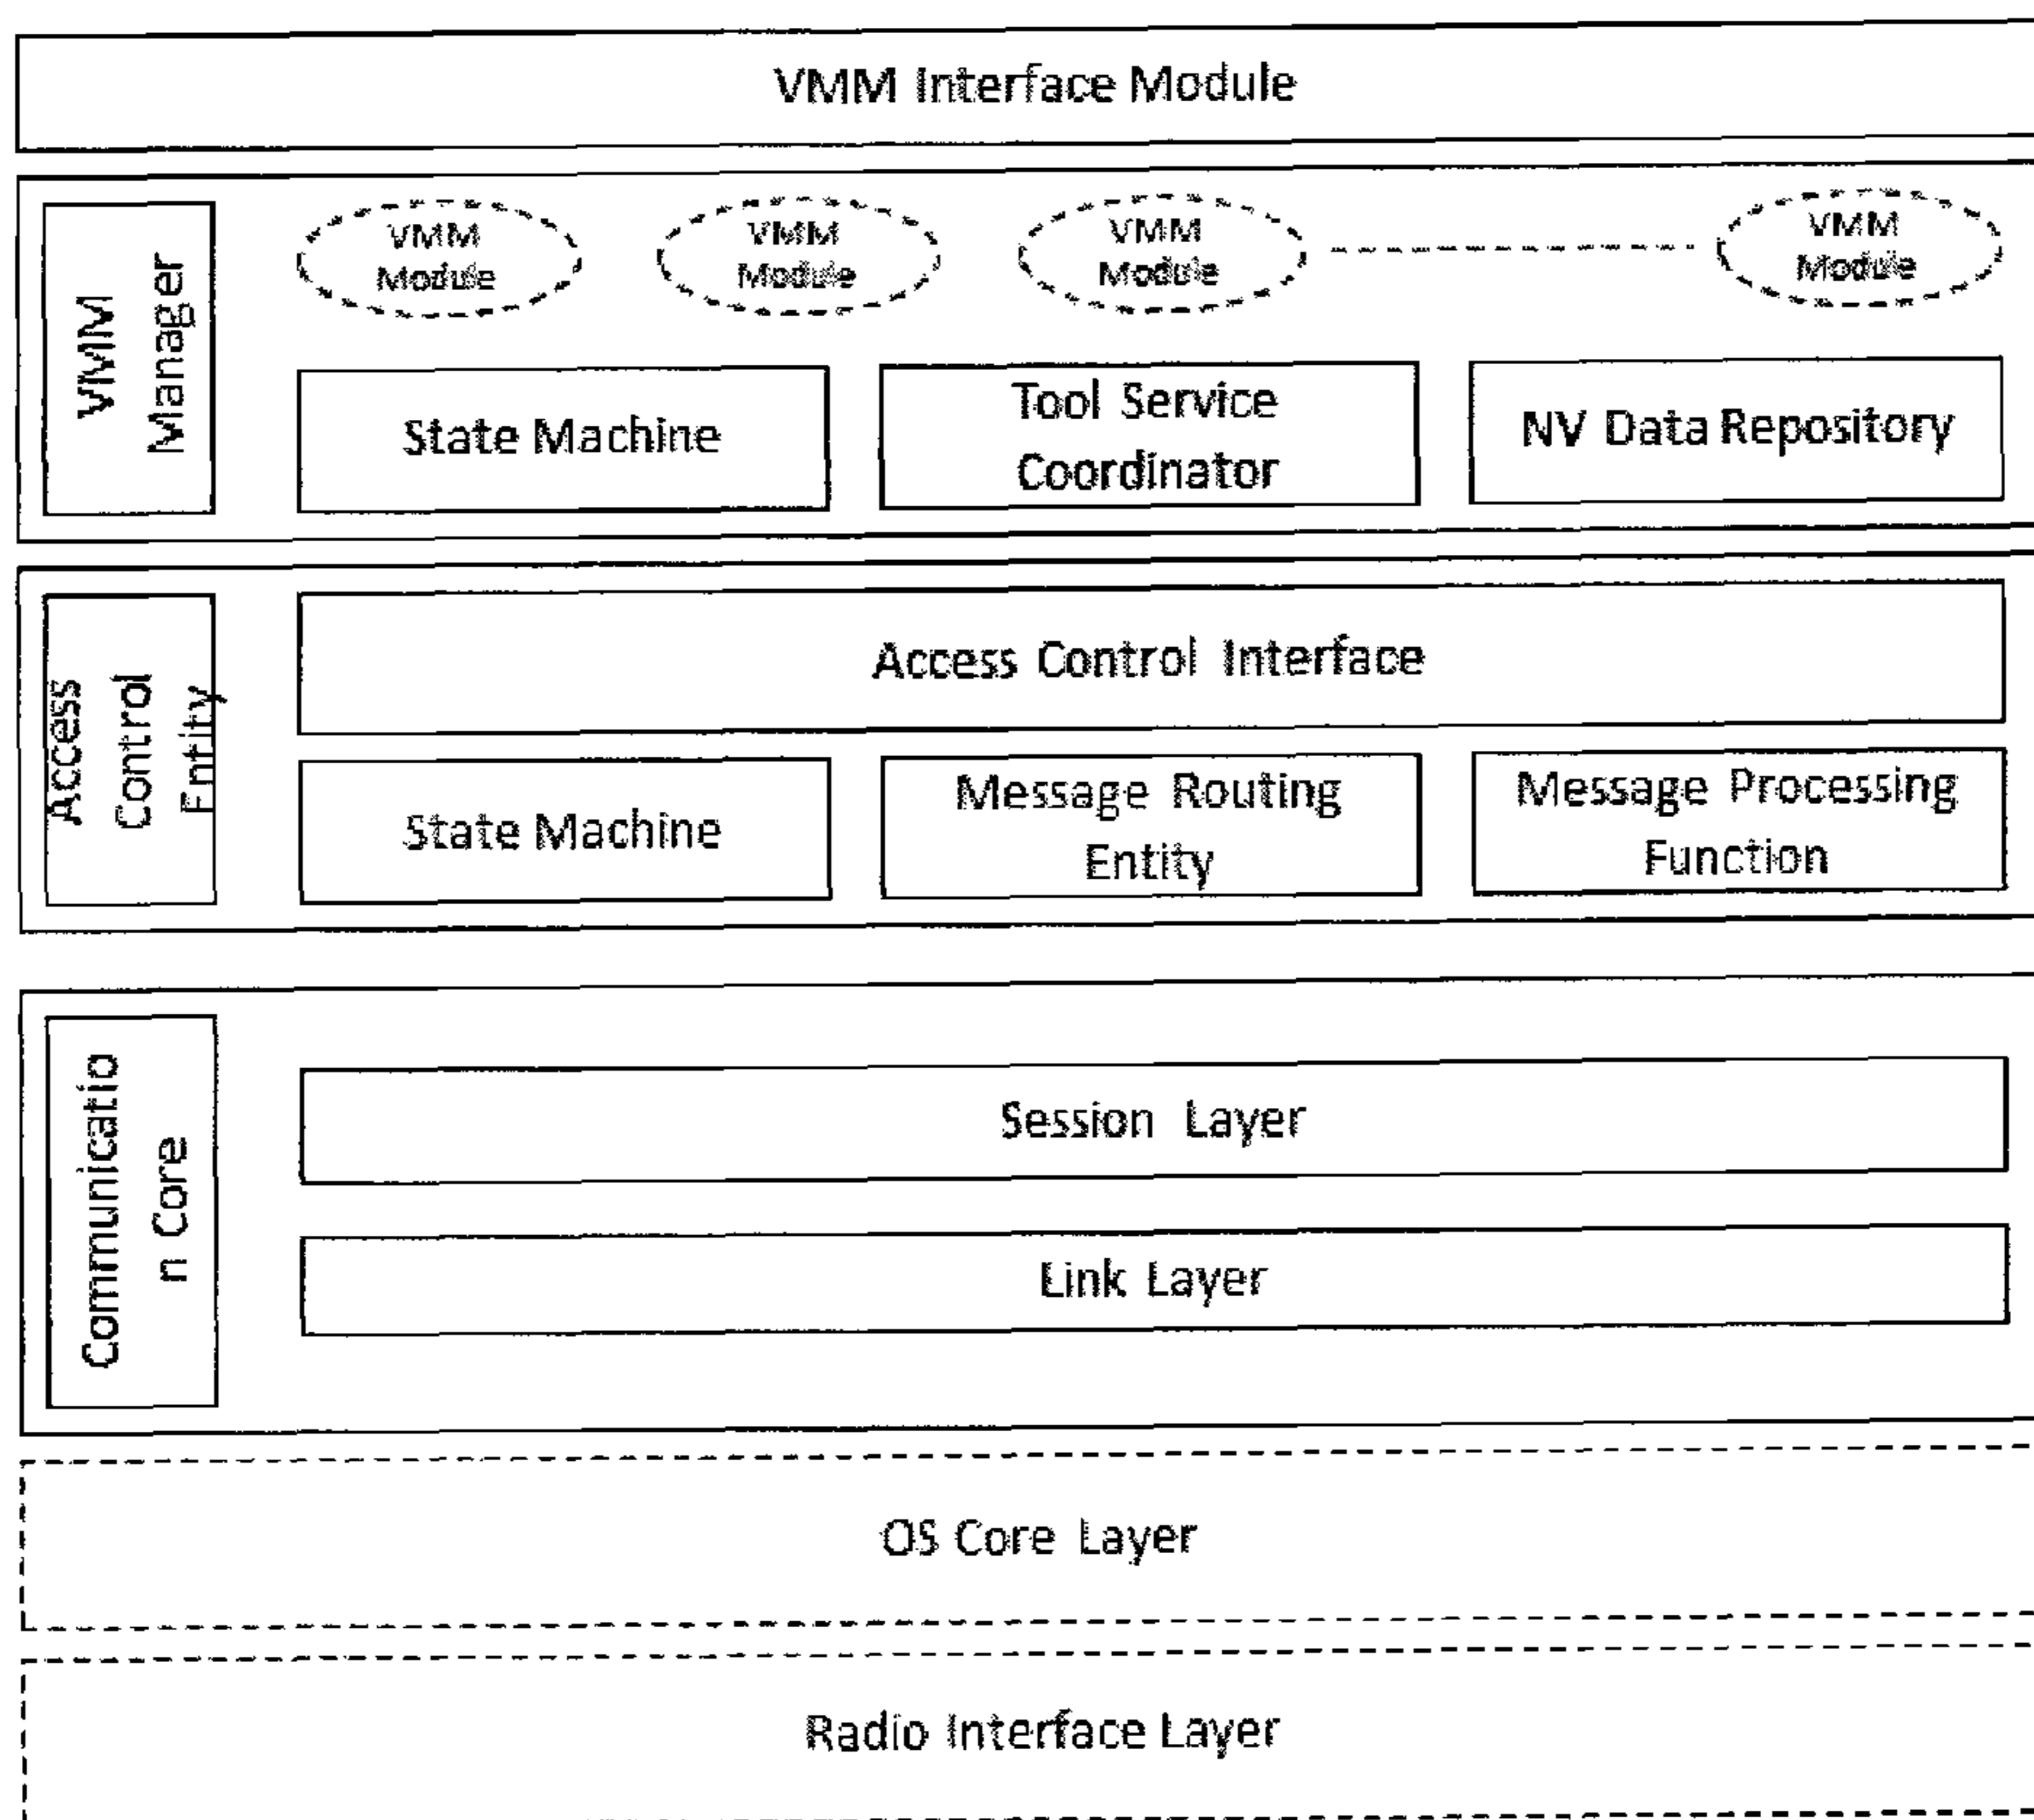 VMM Interface Module
VMM
Manager
VMM
Module
VMM
Module
VMM
Module
VMM
Module
State Machine
Tool Service
Coordinator
NV Data Repository
Access
Control
Entity
Access Control Interface
State Machine
Message Routing
Entity
Message Processing
Function
Communicatio
n Core
Session Layer
Link Layer
OS Core Layer
Radio Interface Layer